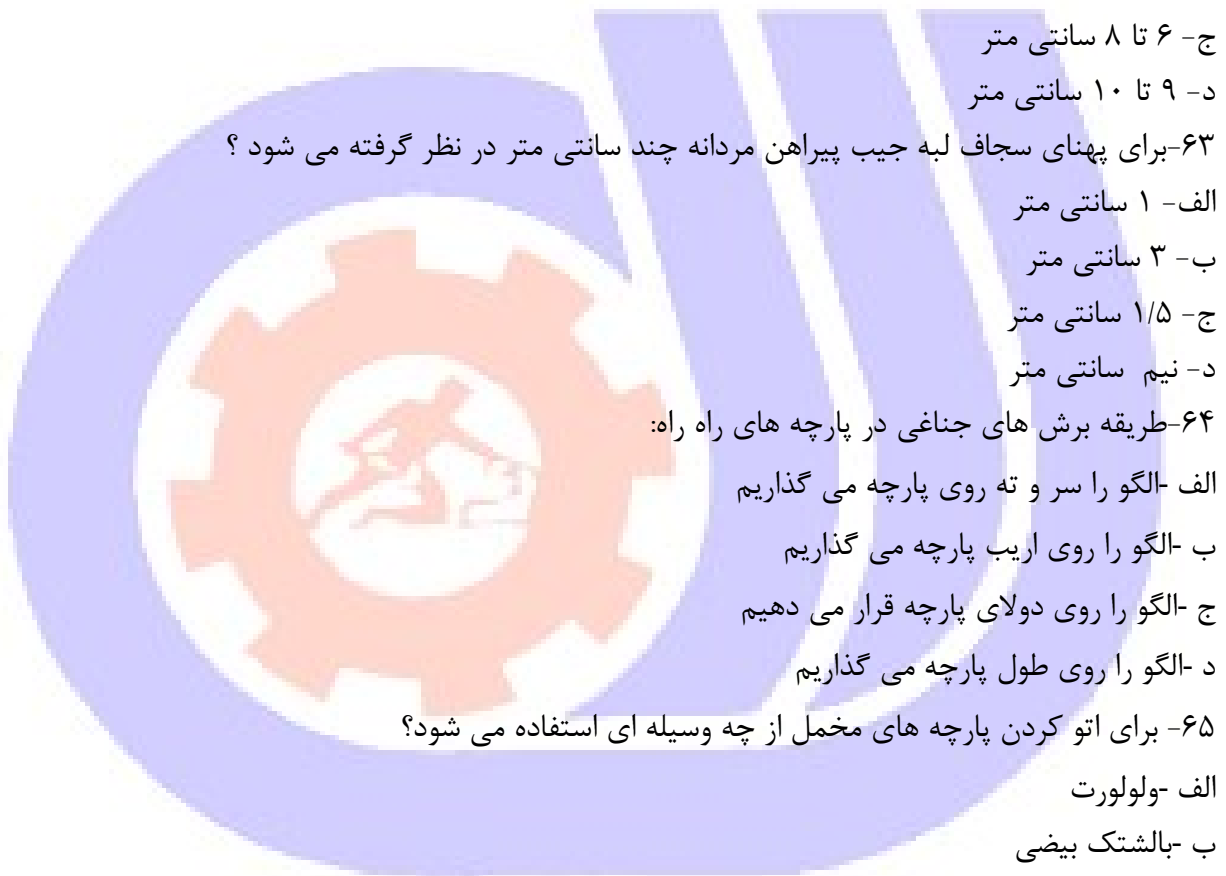 ج- ۶ تا ۸ سانتی متر
د- ۹ تا ۱۰ سانتی متر
۶۳-برای پهنای سجاف لبه جیب پیراهن مردانه چند سانتی متر در نظر گرفته می شود ؟
الف- ۱ سانتی متر
ب- ۳ سانتی متر
ج- ۱/۵ سانتی متر
د- نیم سانتی متر
۶۴-طریقه برش های جناغی در پارچه های راه راه:
الف -الگو را سر و ته روی پارچه می گذاریم
ب -الگو را روی اریب پارچه می گذاریم
ج -الگو را روی دولای پارچه قرار می دهیم
د -الگو را روی طول پارچه می گذاریم
۶۵- برای اتو کردن پارچه های مخمل از چه وسیله ای استفاده می شود؟
الف -ولولورت
ب -بالشتک بیضی